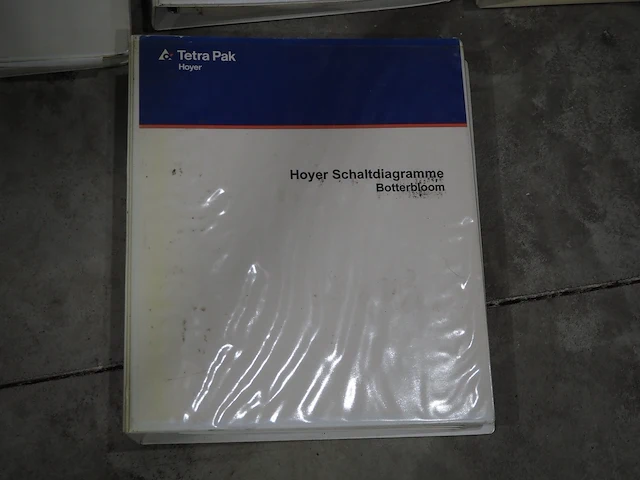 Tetra Pak
Hoyer
Hoyer Schaltdiagramme
Botterbloom